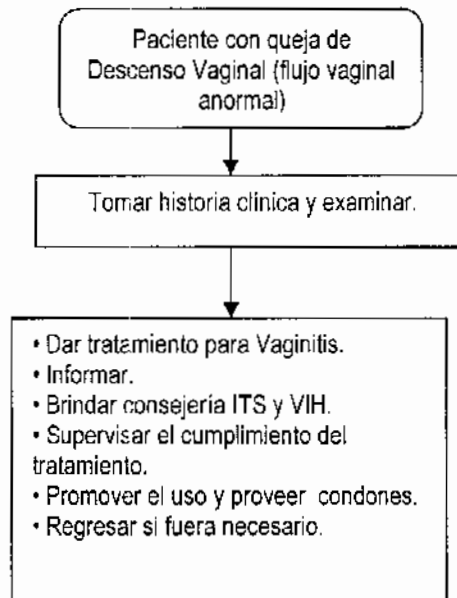 Paciente con queja de
Descenso Vaginal (flujo vaginal
anormal)
Tomar historia clínica y examinar.
• Dar tratamiento para Vaginitis.
• Informar.
• Brindar consejería ITS y VIH.
• Supervisar el cumplimiento del
tratamiento.
• Promover el uso y proveer condones.
• Regresar si fuera necesario.